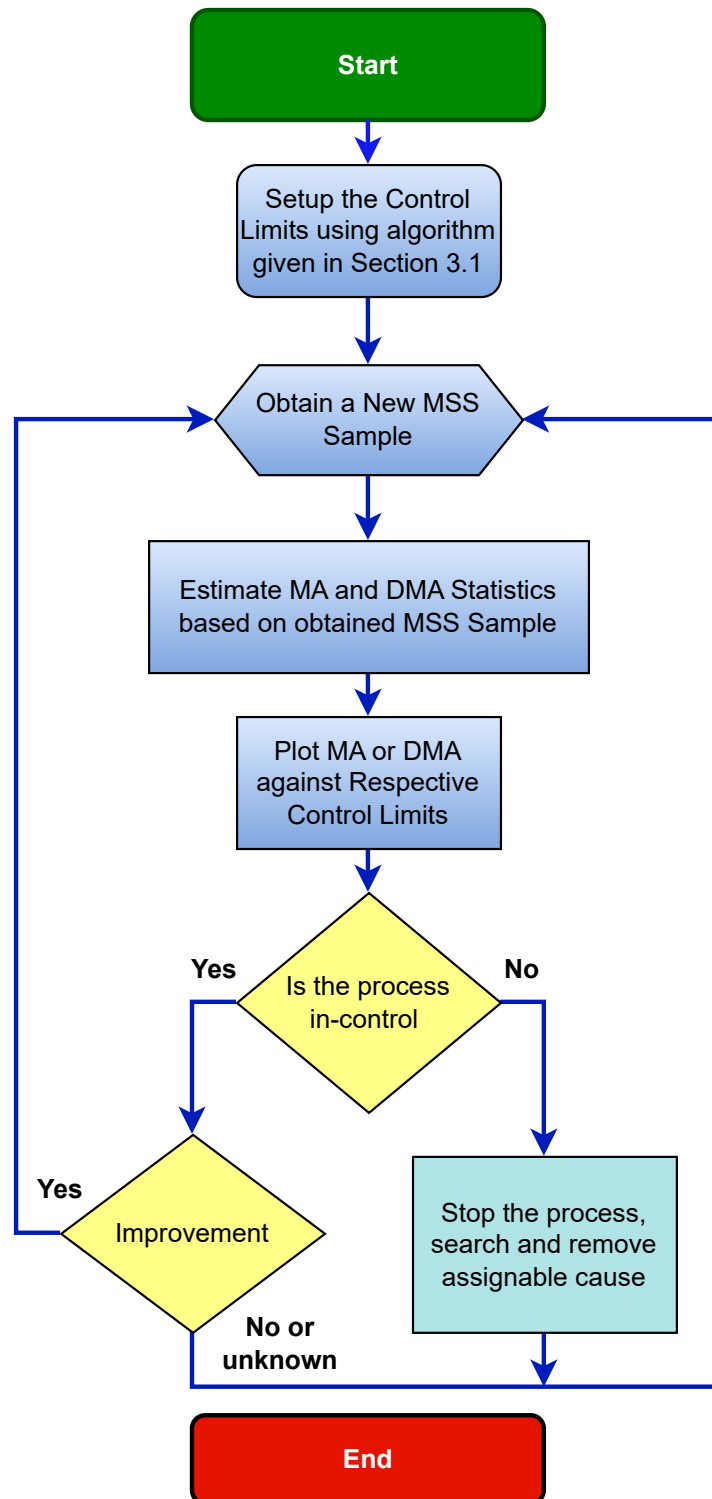 Start
Setup the Control
Limits using algorithm
given in Section 3.1
Obtain a New MSS
Sample
Estimate MA and DMA Statistics
based on obtained MSS Sample
Plot MA or DMA
against Respective
Control Limits
Yes
No
Is the process
in-control
Yes
Improvement
Stop the process,
search and remove
assignable cause
No or
unknown
End